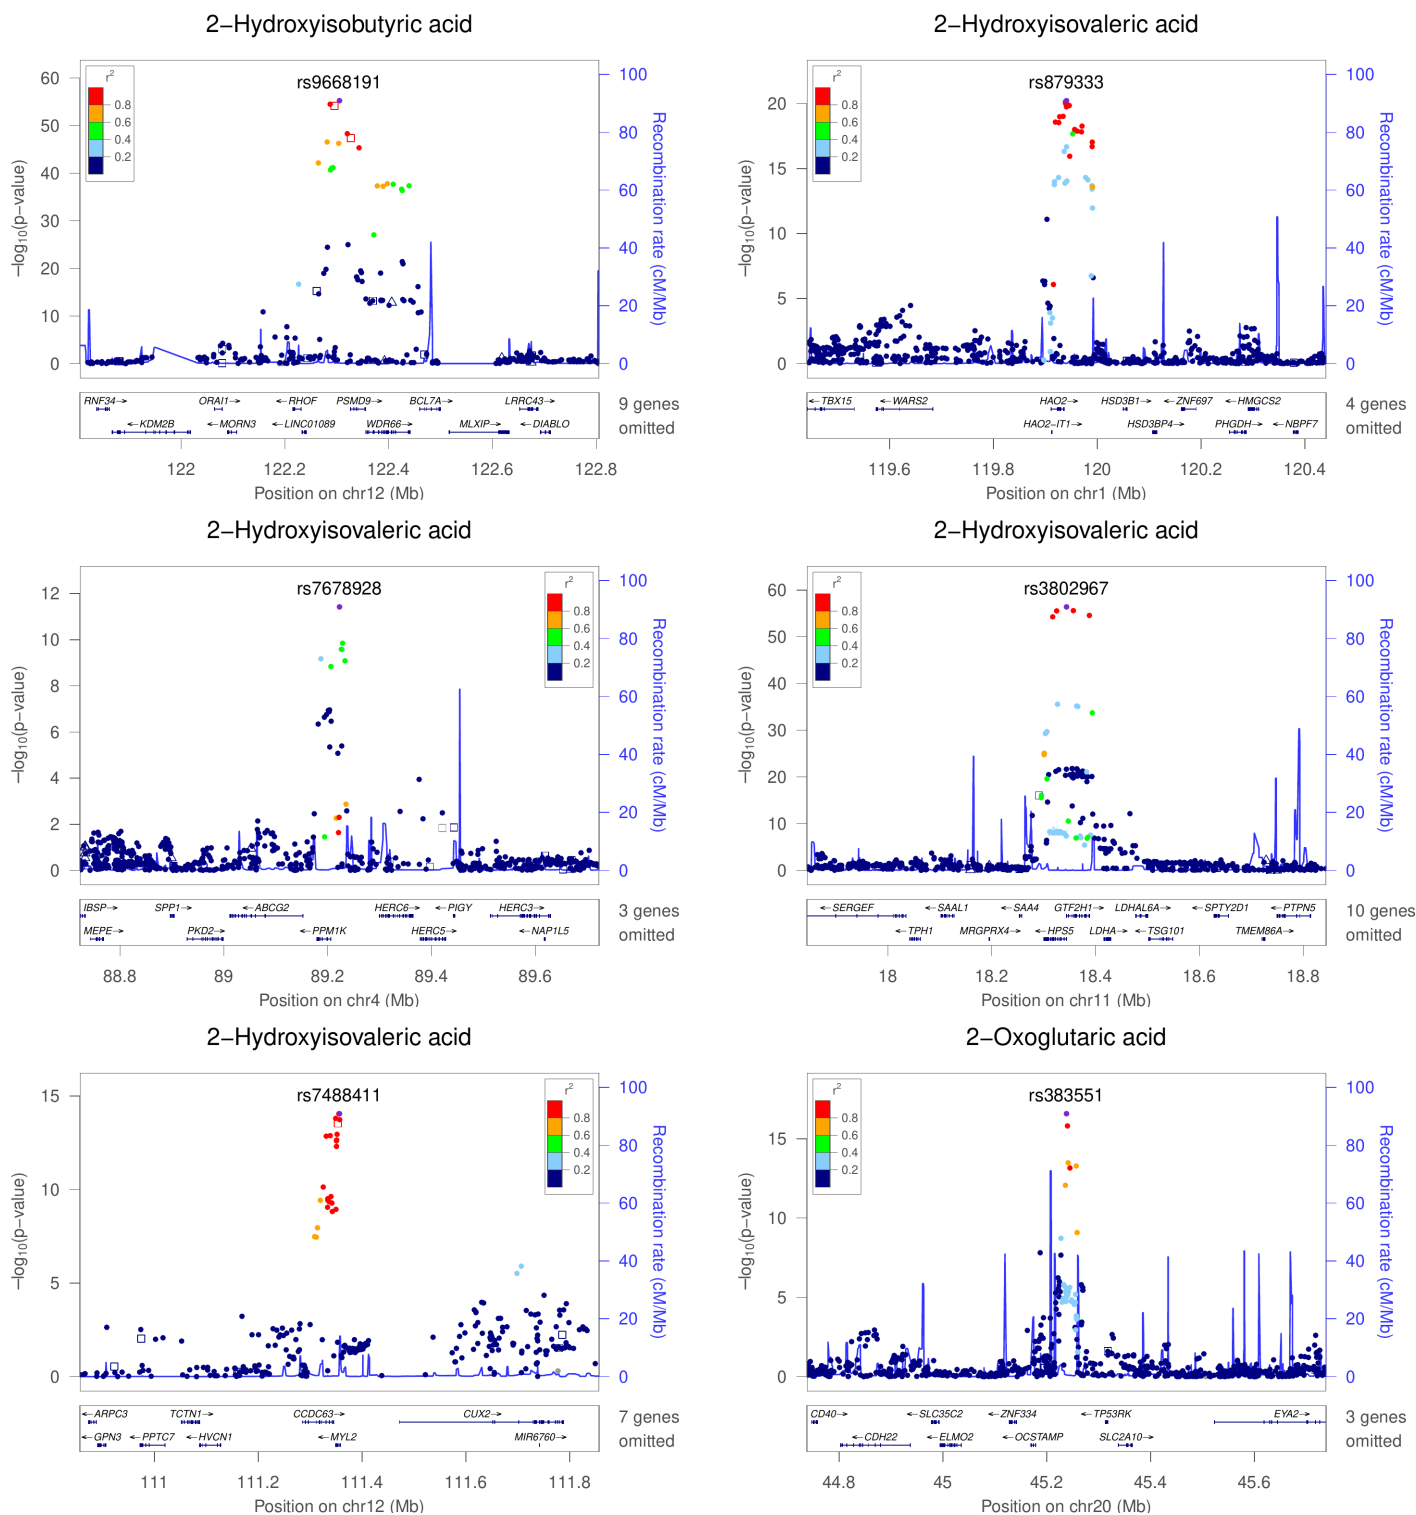 2−Hydroxyisobutyric acid
rs9668191
r2
0.8
0.6
0.4
0.2
60
50
40
30
20
10
0
−log10(p−value)
100
80
60
40
20
0
Recombination rate (cM/Mb)
RNF34→ ORAI1→ ←RHOF PSMD9→ BCL7A→ LRRC43→
←KDM2B ←MORN3 ←LINC01089 WDR66→ MLXIP→ ←DIABLO
9 genes
omitted
122 122.2 122.4 122.6 122.8
Position on chr12 (Mb)
2−Hydroxyisovaleric acid
rs879333
r2
0.8
0.6
0.4
0.2
20
15
10
5
0
−log10(p−value)
100
80
60
40
20
0
Recombination rate (cM/Mb)
←TBX15 ←WARS2 HAO2→ HSD3B1→ ←ZNF697 ←HMGCS2
HAO2−IT1→ HSD3BP4→ PHGDH→ ←NBPF7
4 genes
omitted
119.6 119.8 120 120.2 120.4
Position on chr1 (Mb)
2−Hydroxyisovaleric acid
rs7678928
r2
0.8
0.6
0.4
0.2
12
10
8
6
4
2
0
−log10(p−value)
100
80
60
40
20
0
Recombination rate (cM/Mb)
IBSP→ SPP1→ ←ABCG2 HERC6→ ←PIGY HERC3→
MEPE→ PKD2→ ←PPM1K HERC5→ ←NAP1L5
3 genes
omitted
88.8 89 89.2 89.4 89.6
Position on chr4 (Mb)
2−Hydroxyisovaleric acid
rs3802967
r2
0.8
0.6
0.4
0.2
60
50
40
30
20
10
0
−log10(p−value)
100
80
60
40
20
0
Recombination rate (cM/Mb)
←SERGEF ←SAAL1 ←SAA4 GTF2H1→ LDHAL6A→ ←SPTY2D1 ←PTPN5
←TPH1 MRGPRX4→ ←HPS5 LDHA→ ←TSG101 TMEM86A→
10 genes
omitted
18 18.2 18.4 18.6 18.8
Position on chr11 (Mb)
2−Hydroxyisovaleric acid
rs7488411
r2
0.8
0.6
0.4
0.2
15
10
5
0
−log10(p−value)
100
80
60
40
20
0
Recombination rate (cM/Mb)
←ARPC3 TCTN1→ CCDC63→ CUX2→
←GPN3 ←PPTC7 ←HVCN1 ←MYL2 MIR6760→
7 genes
omitted
111 111.2 111.4 111.6 111.8
Position on chr12 (Mb)
2−Oxoglutaric acid
rs383551
r2
0.8
0.6
0.4
0.2
15
10
5
0
−log10(p−value)
100
80
60
40
20
0
Recombination rate (cM/Mb)
CD40→ ←SLC35C2 ←ZNF334 ←TP53RK EYA2→
←CDH22 ←ELMO2 ←OCSTAMP SLC2A10→
3 genes
omitted
44.8 45 45.2 45.4 45.6
Position on chr20 (Mb)